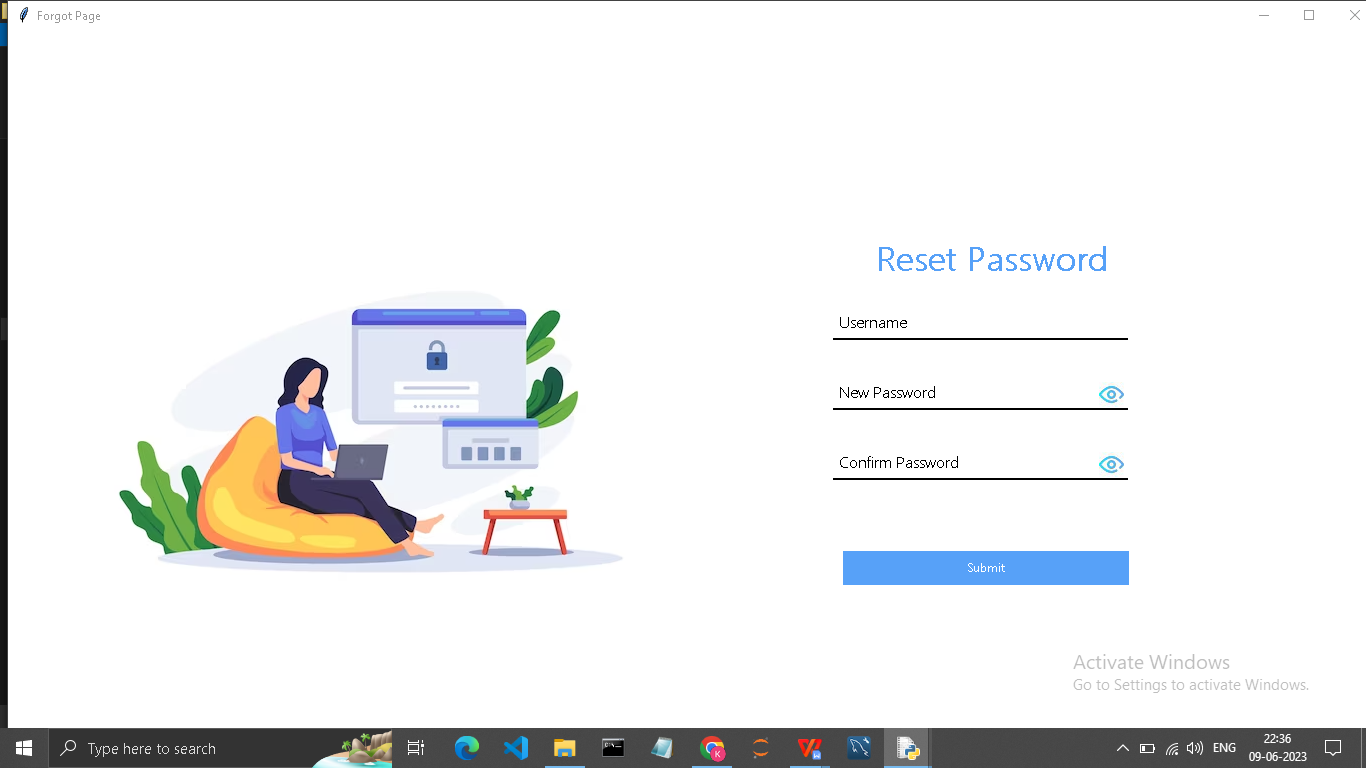 Forgot Page
Reset Password
Username
New Password
Confirm Password
Submit
Activate Windows
Go to Settings to activate Windows.
Type here to search
ENG
22:36
09-06-2023